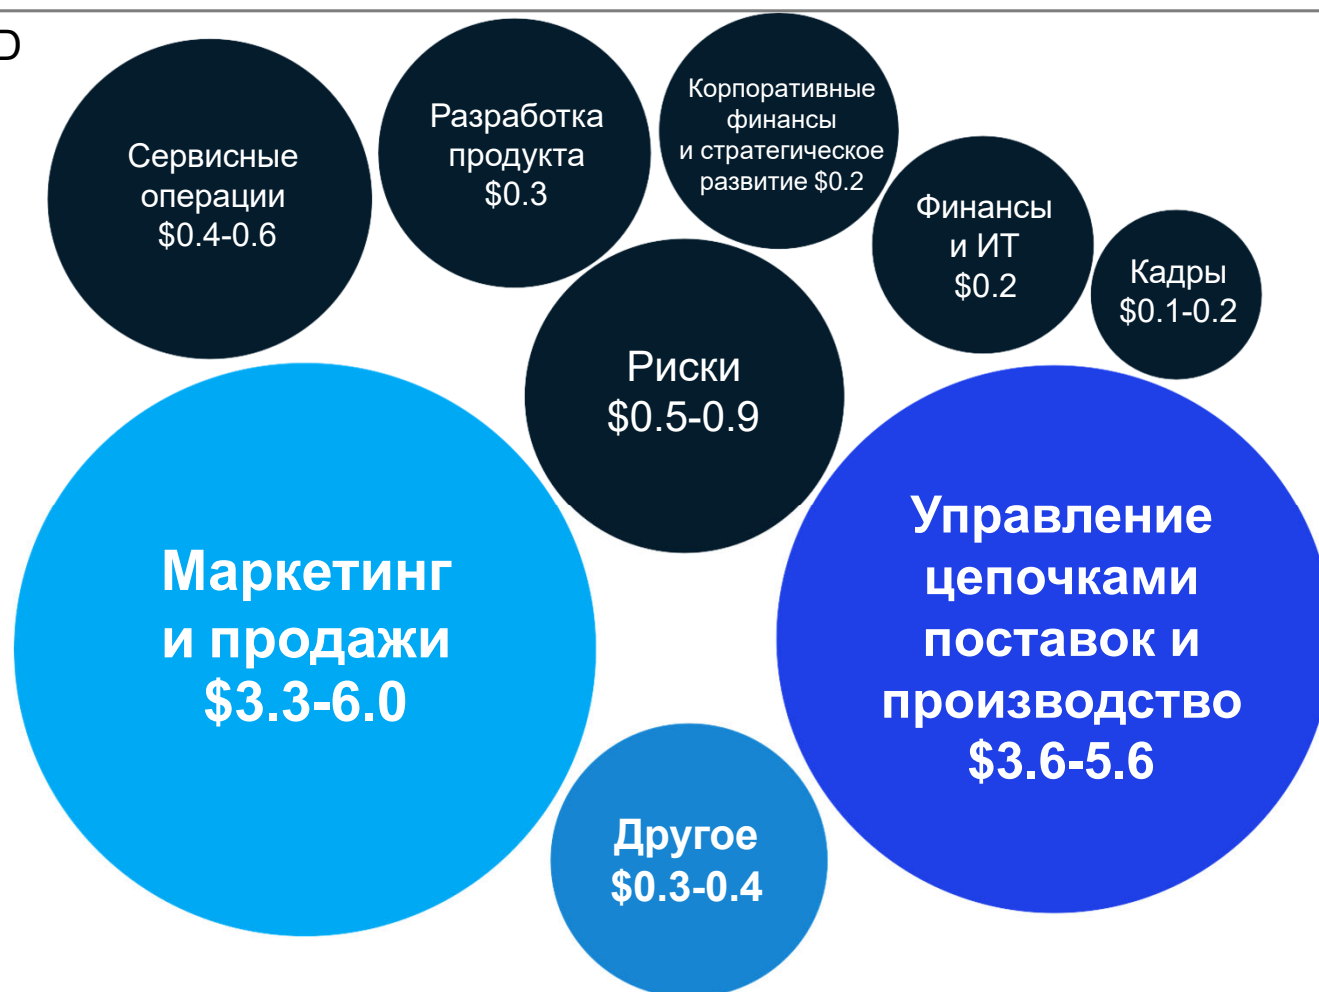 D
Сервисные
операции
$0.4-0.6
Разработка
продукта
$0.3
Корпоративные
финансы
и стратегическое
развитие $0.2
Финансы
и ИТ
$0.2
Кадры
$0.1-0.2
Риски
$0.5-0.9
Маркетинг
и продажи
$3.3-6.0
Управление
цепочками
поставок и
производство
$3.6-5.6
Другое
$0.3-0.4